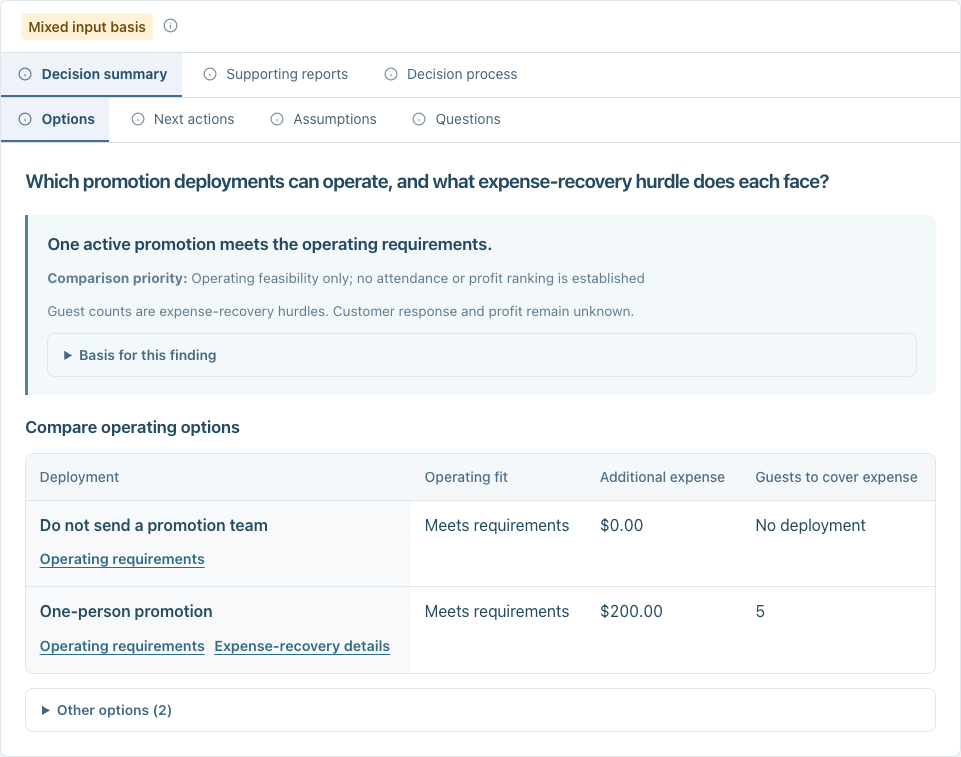 Mixed input basis
Decision summary
Supporting reports
Decision process
Options
Next actions
Assumptions
Questions
Which promotion deployments can operate, and what expense-recovery hurdle does each face?
One active promotion meets the operating requirements.
Comparison priority: Operating feasibility only; no attendance or profit ranking is established
Guest counts are expense-recovery hurdles. Customer response and profit remain unknown.
Basis for this finding
Compare operating options
Deployment Operating fit Additional expense Guests to cover expense
Do not send a promotion team Meets requirements $0.00 No deployment
Operating requirements
One-person promotion Meets requirements $200.00 5
Operating requirements Expense-recovery details
Other options (2)